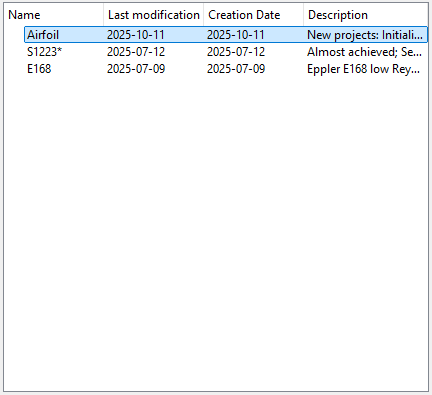 Name Last modification Creation Date Description
Airfoil 2025-10-11 2025-10-11 New projects: Initiali...
S1223* 2025-07-12 2025-07-12 Almost achieved; Se...
E168 2025-07-09 2025-07-09 Eppler E168 low Rey...